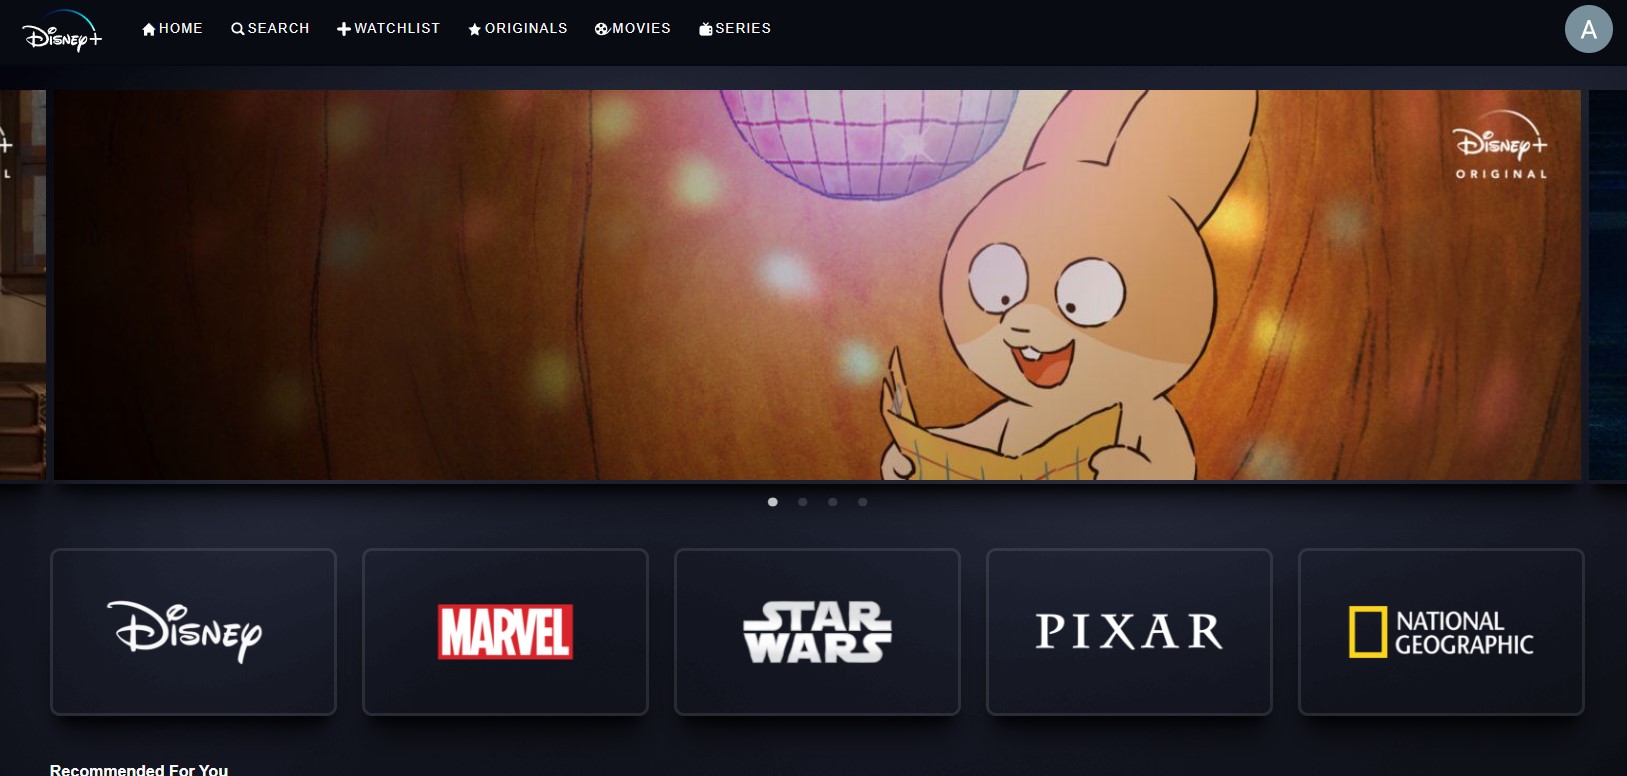 Disney+
HOME
SEARCH
WATCHLIST
ORIGINALS
MOVIES
SERIES
A
+
L
Disney+
ORIGINAL
Disney
MARVEL
STAR
WARS
PIXAR
NATIONAL
GEOGRAPHIC
Recommended For You